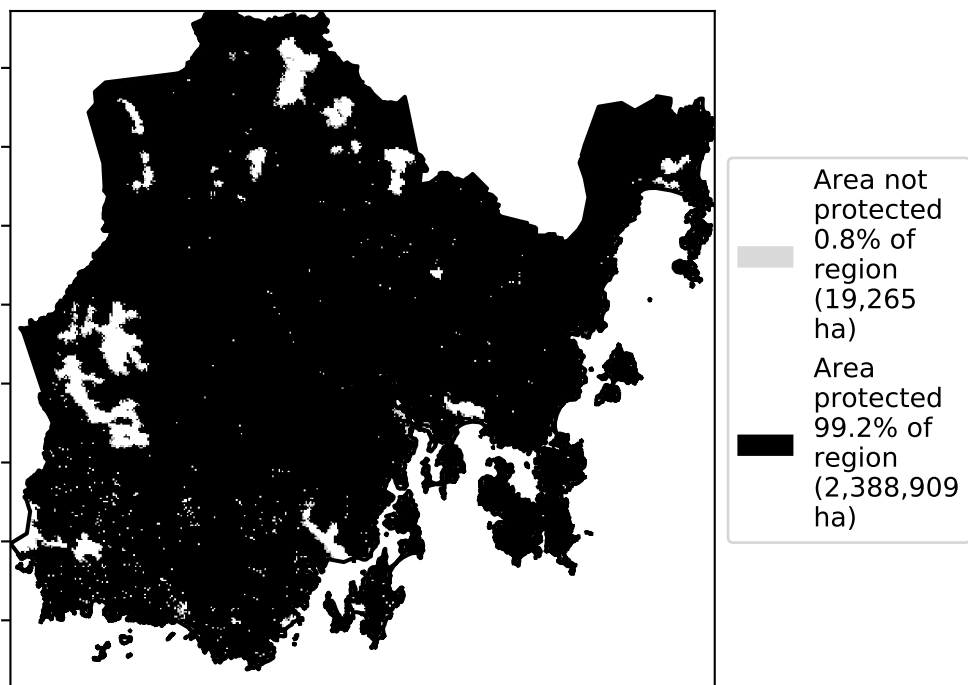 Area not
protected
0.8% of
region
(19,265
ha)
Area
protected
99.2% of
region
(2,388,909
ha)